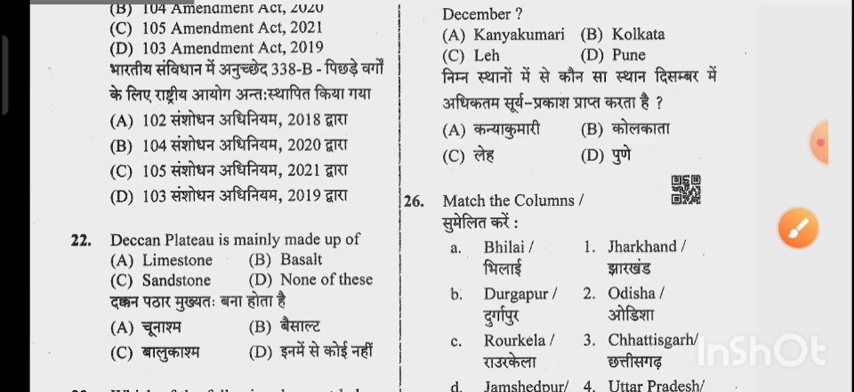 (B) 104 Amendment Act, 2020
(C) 105 Amendment Act, 2021
(D) 103 Amendment Act, 2019
भारतीय संविधान में अनुच्छेद 338-B - पिछड़े वर्गों
के लिए राष्ट्रीय आयोग अन्त:स्थापित किया गया
(A) 102 संशोधन अधिनियम, 2018 द्वारा
(B) 104 संशोधन अधिनियम, 2020 द्वारा
(C) 105 संशोधन अधिनियम, 2021 द्वारा
(D) 103 संशोधन अधिनियम, 2019 द्वारा
22. Deccan Plateau is mainly made up of
(A) Limestone (B) Basalt
(C) Sandstone (D) None of these
दक्कन पठार मुख्यतः बना होता है
(A) चूनाश्म (B) बैसाल्ट
(C) बालुकाश्म (D) इनमें से कोई नहीं
December ?
(A) Kanyakumari (B) Kolkata
(C) Leh (D) Pune
निम्न स्थानों में से कौन सा स्थान दिसम्बर में
अधिकतम सूर्य-प्रकाश प्राप्त करता है ?
(A) कन्याकुमारी (B) कोलकाता
(C) लेह (D) पुणे
26. Match the Columns /
सुमेलित करें :
a. Bhilai / 1. Jharkhand /
भिलाई झारखंड
b. Durgapur / 2. Odisha /
दुर्गापुर ओडिशा
c. Rourkela / 3. Chhattisgarh/
राउरकेला छत्तीसगढ़
d. Jamshedpur/ 4. Uttar Pradesh/
InShOt